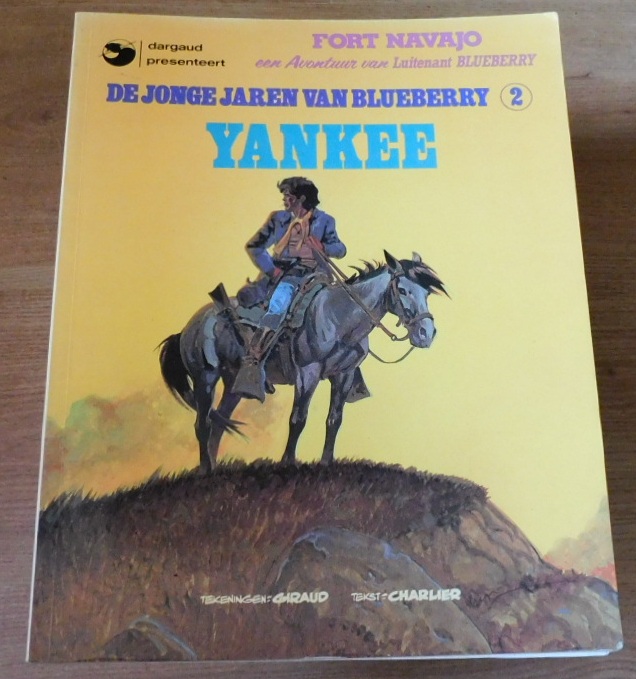 dargaud
presenteert
FORT NAVAJO
een Avontuur van Luitenant BLUEBERRY
DE JONGE JAREN VAN BLUEBERRY 2
YANKEE
TEKENINGEN: GIRAUD TEKST: CHARLIER